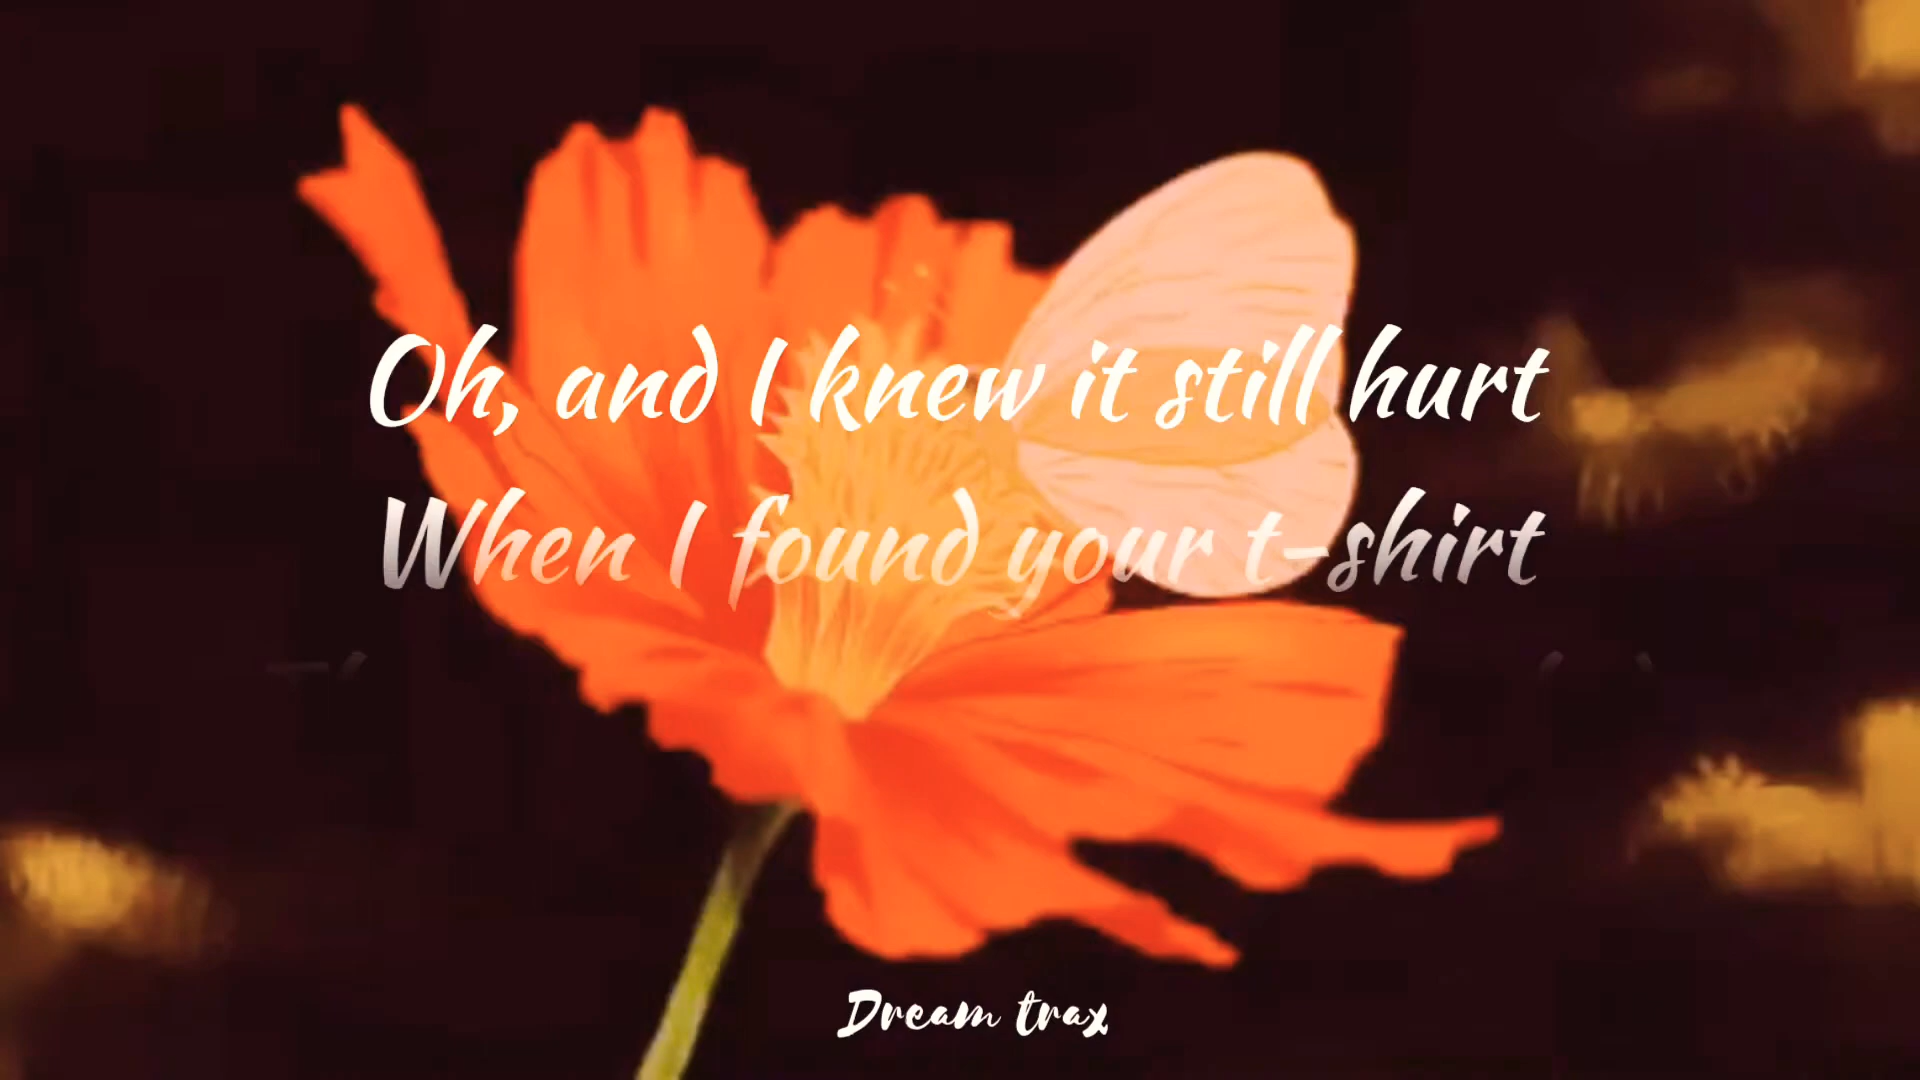 Oh, and I knew it still hurt
When I found your t-shirt
Dream trax